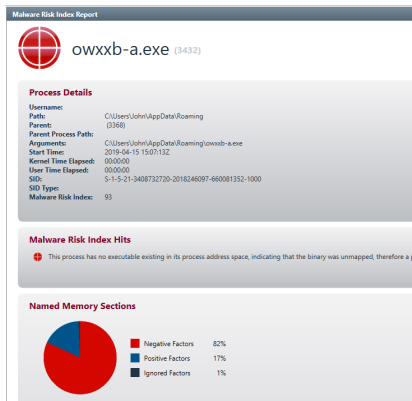 Malware Risk Index Report
owxxb-a.exe (3432)
Process Details
Username:
Path: C:\Users\John\AppData\Roaming
Parent: (3368)
Parent Process Path:
Arguments: C:\Users\John\AppData\Roaming\owxxb-a.exe
Start Time: 2019-04-15 15:07:13Z
Kernel Time Elapsed: 00:00:00
User Time Elapsed: 00:00:00
SID: S-1-5-21-3408732720-2018246097-660081352-1000
SID Type:
Malware Risk Index: 93
Malware Risk Index Hits
This process has no executable existing in its process address space, indicating that the binary was unmapped, therefore a p
Named Memory Sections
Negative Factors 82%
Positive Factors 17%
Ignored Factors 1%